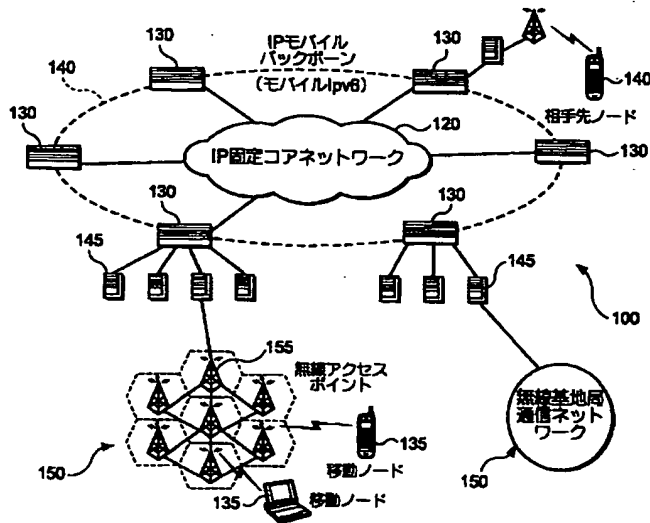 130
IPモバイル
バックボーン
(モバイルIpv6)
130
140
140
相手先ノード
130
120
IP固定コアネットワーク
130
130
130
145
145
100
155
無線アクセス
ポイント
無線基地局
通信ネット
ワーク
150
135
移動ノード
150
135
移動ノード